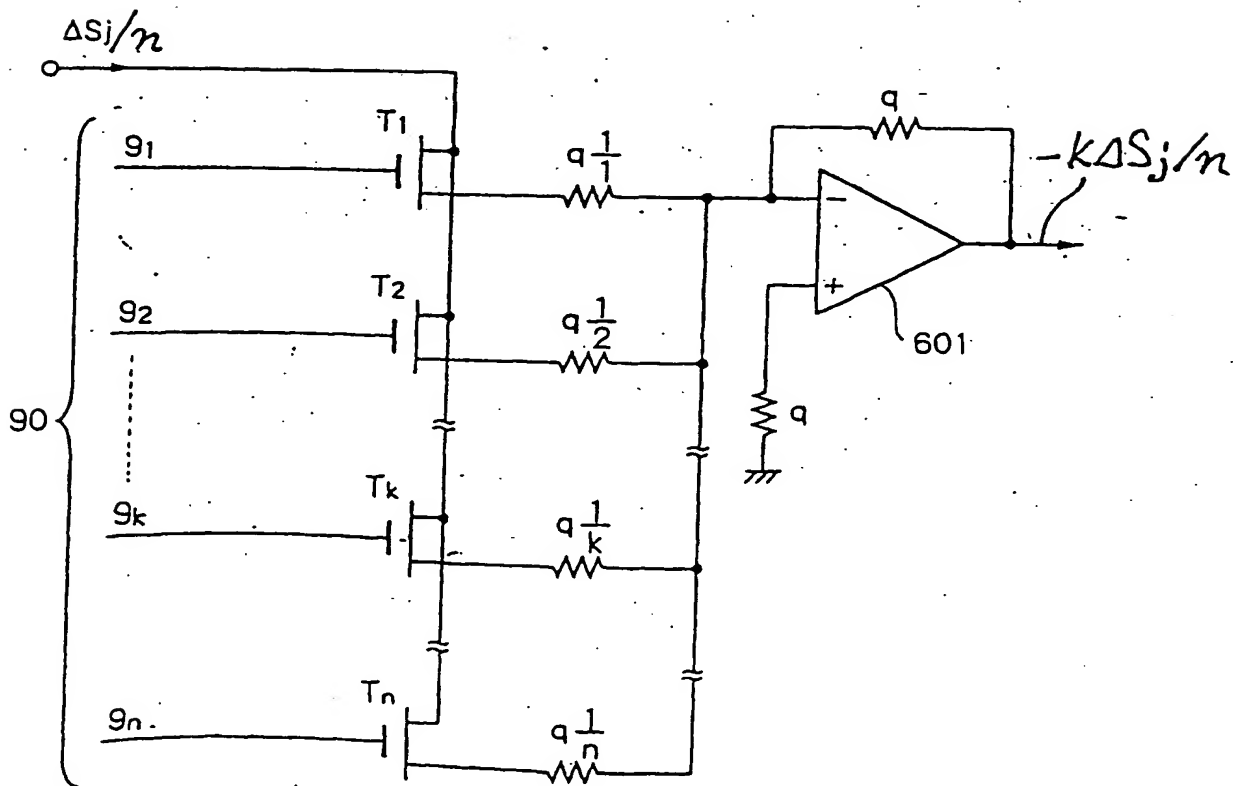 ΔSj/n
q
T1
g1
q 1/1
-kΔSj/n
−
T2
+
g2
q 1/2
601
90
q
Tk
gk
q 1/k
Tn
gn
q 1/n